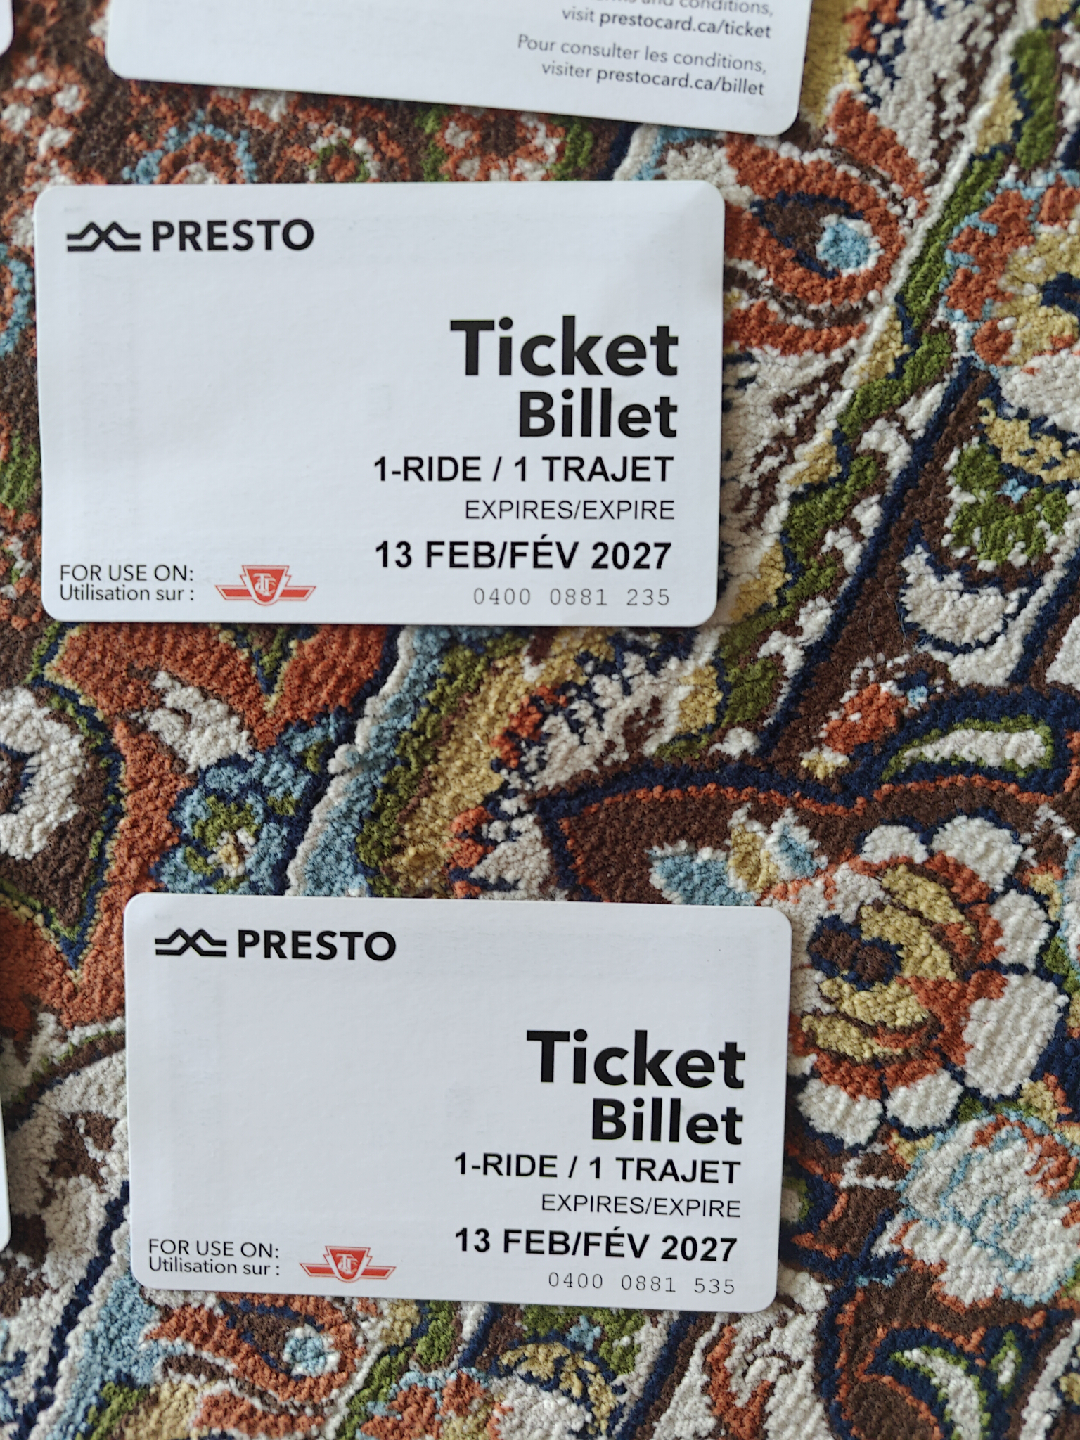 visit prestocard.ca/ticket
Pour consulter les conditions,
visiter prestocard.ca/billet
PRESTO
Ticket
Billet
1-RIDE / 1 TRAJET
EXPIRES/EXPIRE
13 FEB/FÉV 2027
FOR USE ON:
Utilisation sur :
TTC
0400 0881 235
PRESTO
Ticket
Billet
1-RIDE / 1 TRAJET
EXPIRES/EXPIRE
13 FEB/FÉV 2027
FOR USE ON:
Utilisation sur :
TTC
0400 0881 535